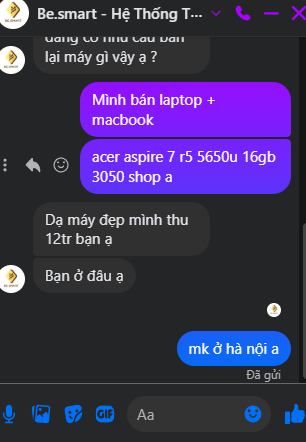 Be.smart - Hệ Thống T...
đang có nhu cầu bán
lại máy gì vậy ạ ?
Mình bán laptop +
macbook
acer aspire 7 r5 5650u 16gb
3050 shop a
Dạ máy đẹp mình thu
12tr bạn ạ
Bạn ở đâu ạ
mk ở hà nội a
Đã gửi
GIF
Aa